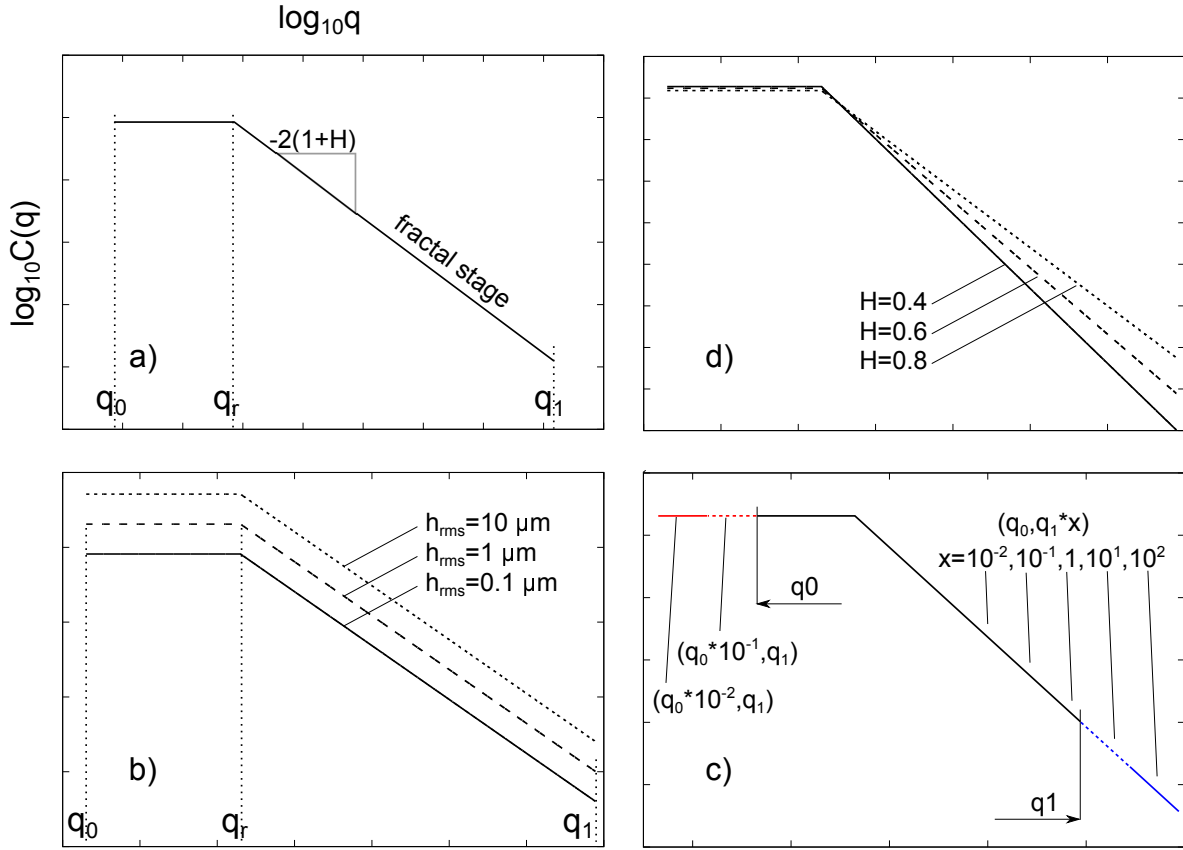 log₁₀q
log₁₀C(q)
-2(1+H)
fractal stage
a)
q₀
qᵣ
q₁
H=0.4
H=0.6
H=0.8
d)
hᵣₘₛ=10 µm
hᵣₘₛ=1 µm
hᵣₘₛ=0.1 µm
b)
q₀
qᵣ
q₁
(q₀,q₁*x)
x=10⁻²,10⁻¹,1,10¹,10²
q0
(q₀*10⁻¹,q₁)
(q₀*10⁻²,q₁)
c)
q1